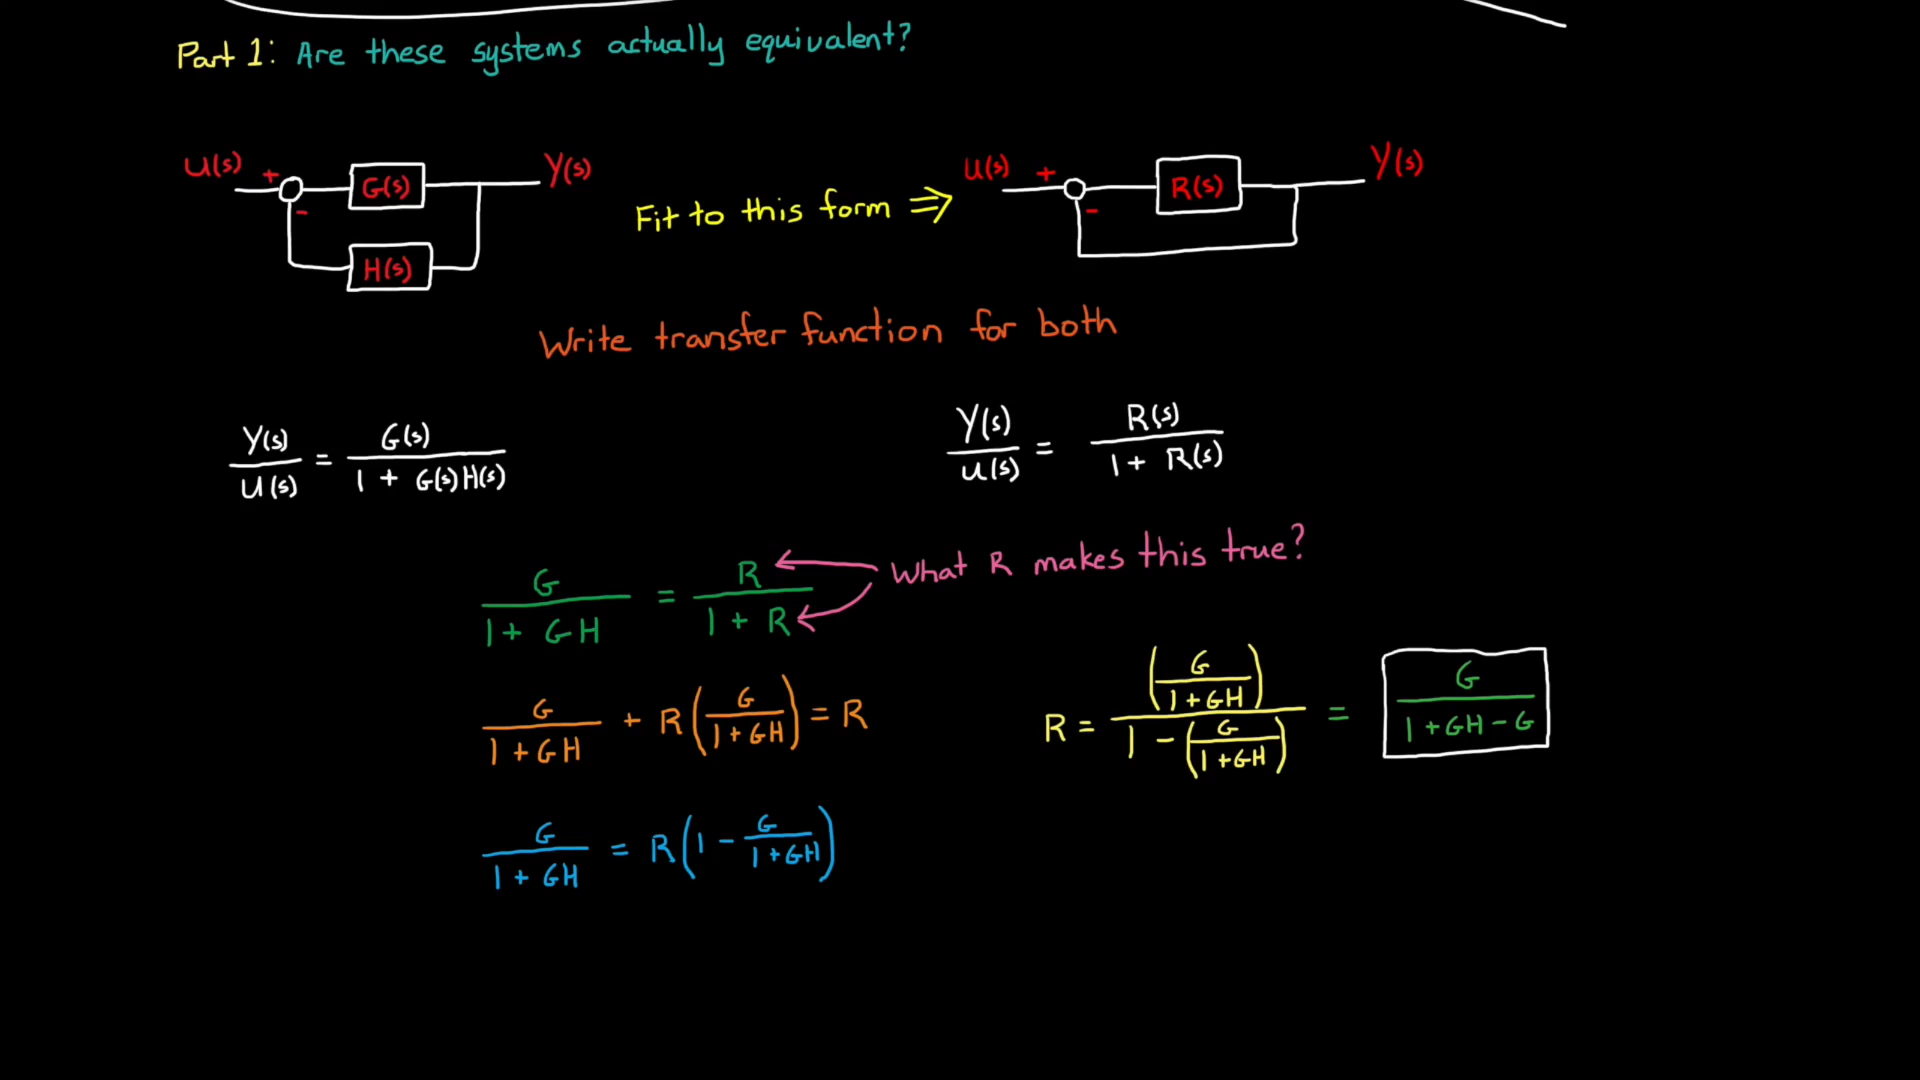 Part 1: Are these systems actually equivalent?
U(s) + - G(s) H(s) Y(s)
Fit to this form ⇒
U(s) + - R(s) Y(s)
Write transfer function for both
Y(s)/U(s) = G(s)/(1 + G(s)H(s))
Y(s)/U(s) = R(s)/(1 + R(s))
G/(1 + GH) = R/(1 + R)
What R makes this true?
G/(1 + GH) + R(G/(1 + GH)) = R
R = (G/(1+GH))/(1 - (G/(1+GH))) = G/(1+GH-G)
G/(1 + GH) = R(1 - G/(1+GH))